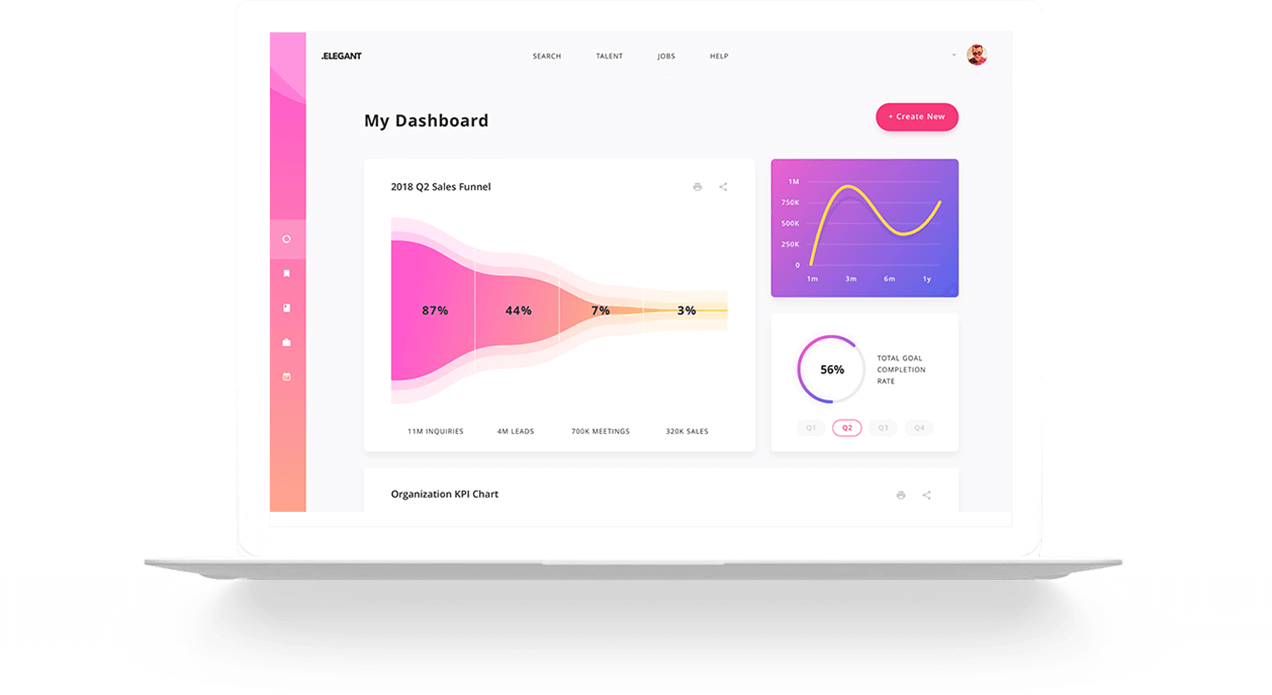 .ELEGANT
SEARCH TALENT JOBS HELP
My Dashboard
+ Create New
2018 Q2 Sales Funnel
87% 44% 7% 3%
11M INQUIRIES 4M LEADS 700K MEETINGS 320K SALES
1M
750K
500K
250K
0
1m 3m 6m 1y
56%
TOTAL GOAL
COMPLETION
RATE
Q1 Q2 Q3 Q4
Organization KPI Chart